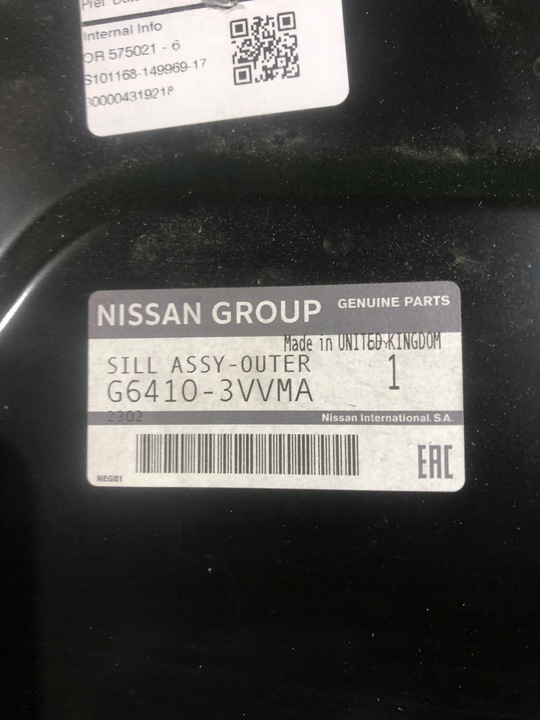 Internal Info
OR 575021 - 6
S101168-149969-17
300004319218
NISSAN GROUP GENUINE PARTS
Made in UNITED KINGDOM
SILL ASSY-OUTER 1
G6410-3VVMA
2302 Nissan International. S.A.
NEGB1 EAC